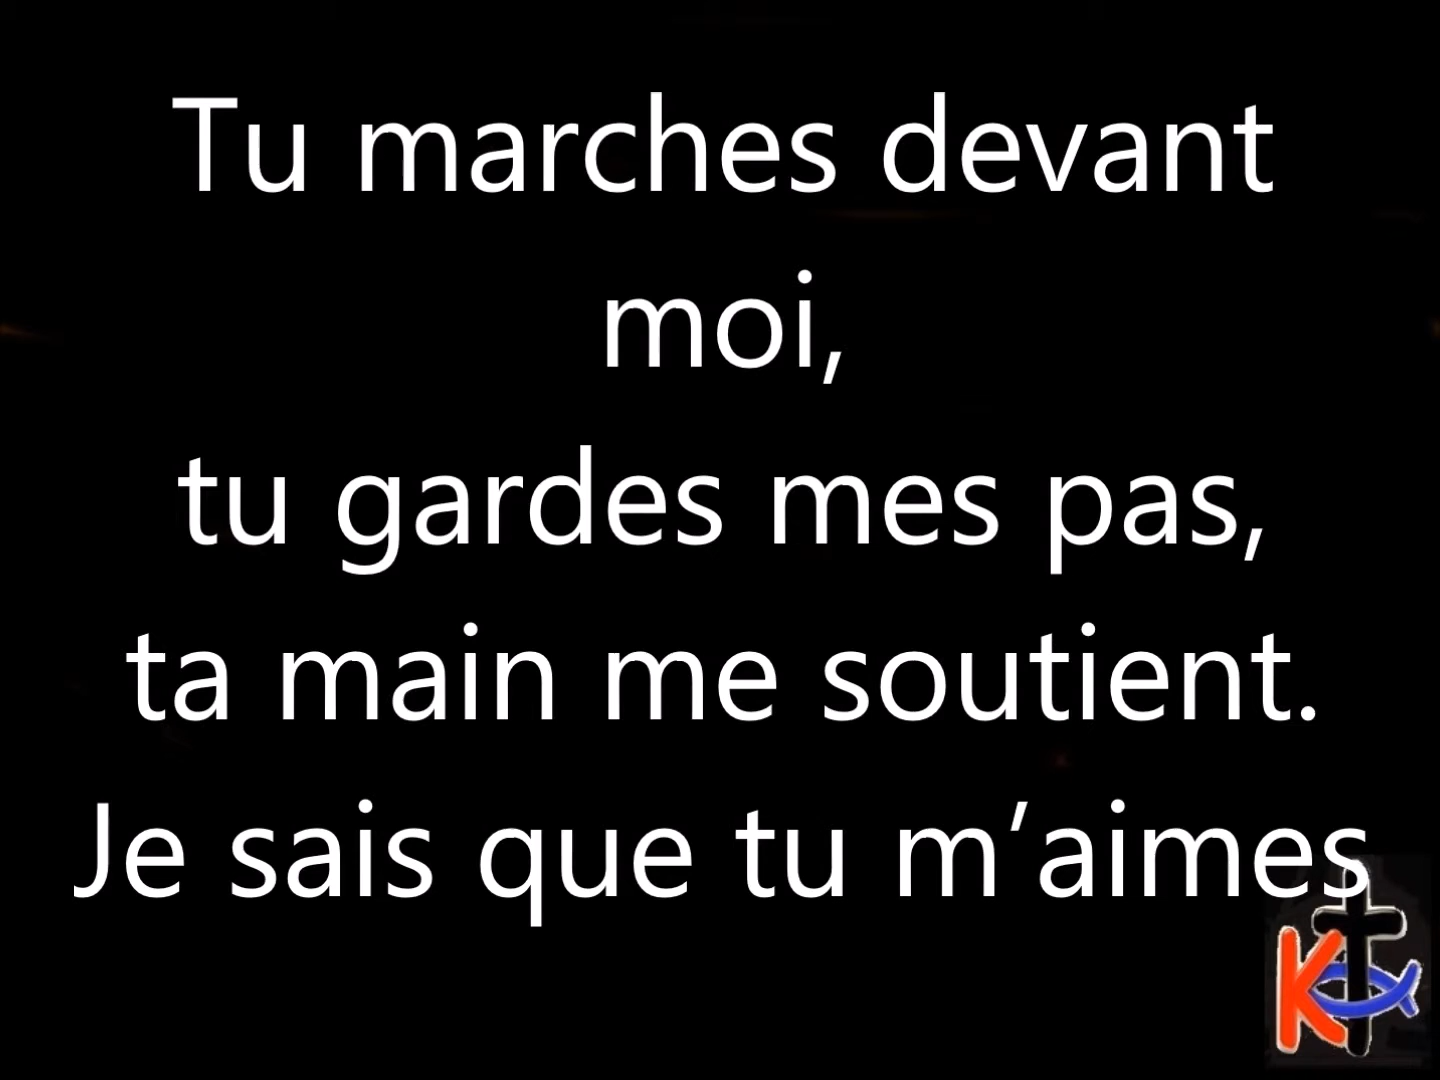 Tu marches devant
moi,
tu gardes mes pas,
ta main me soutient.
Je sais que tu m’aimes
K